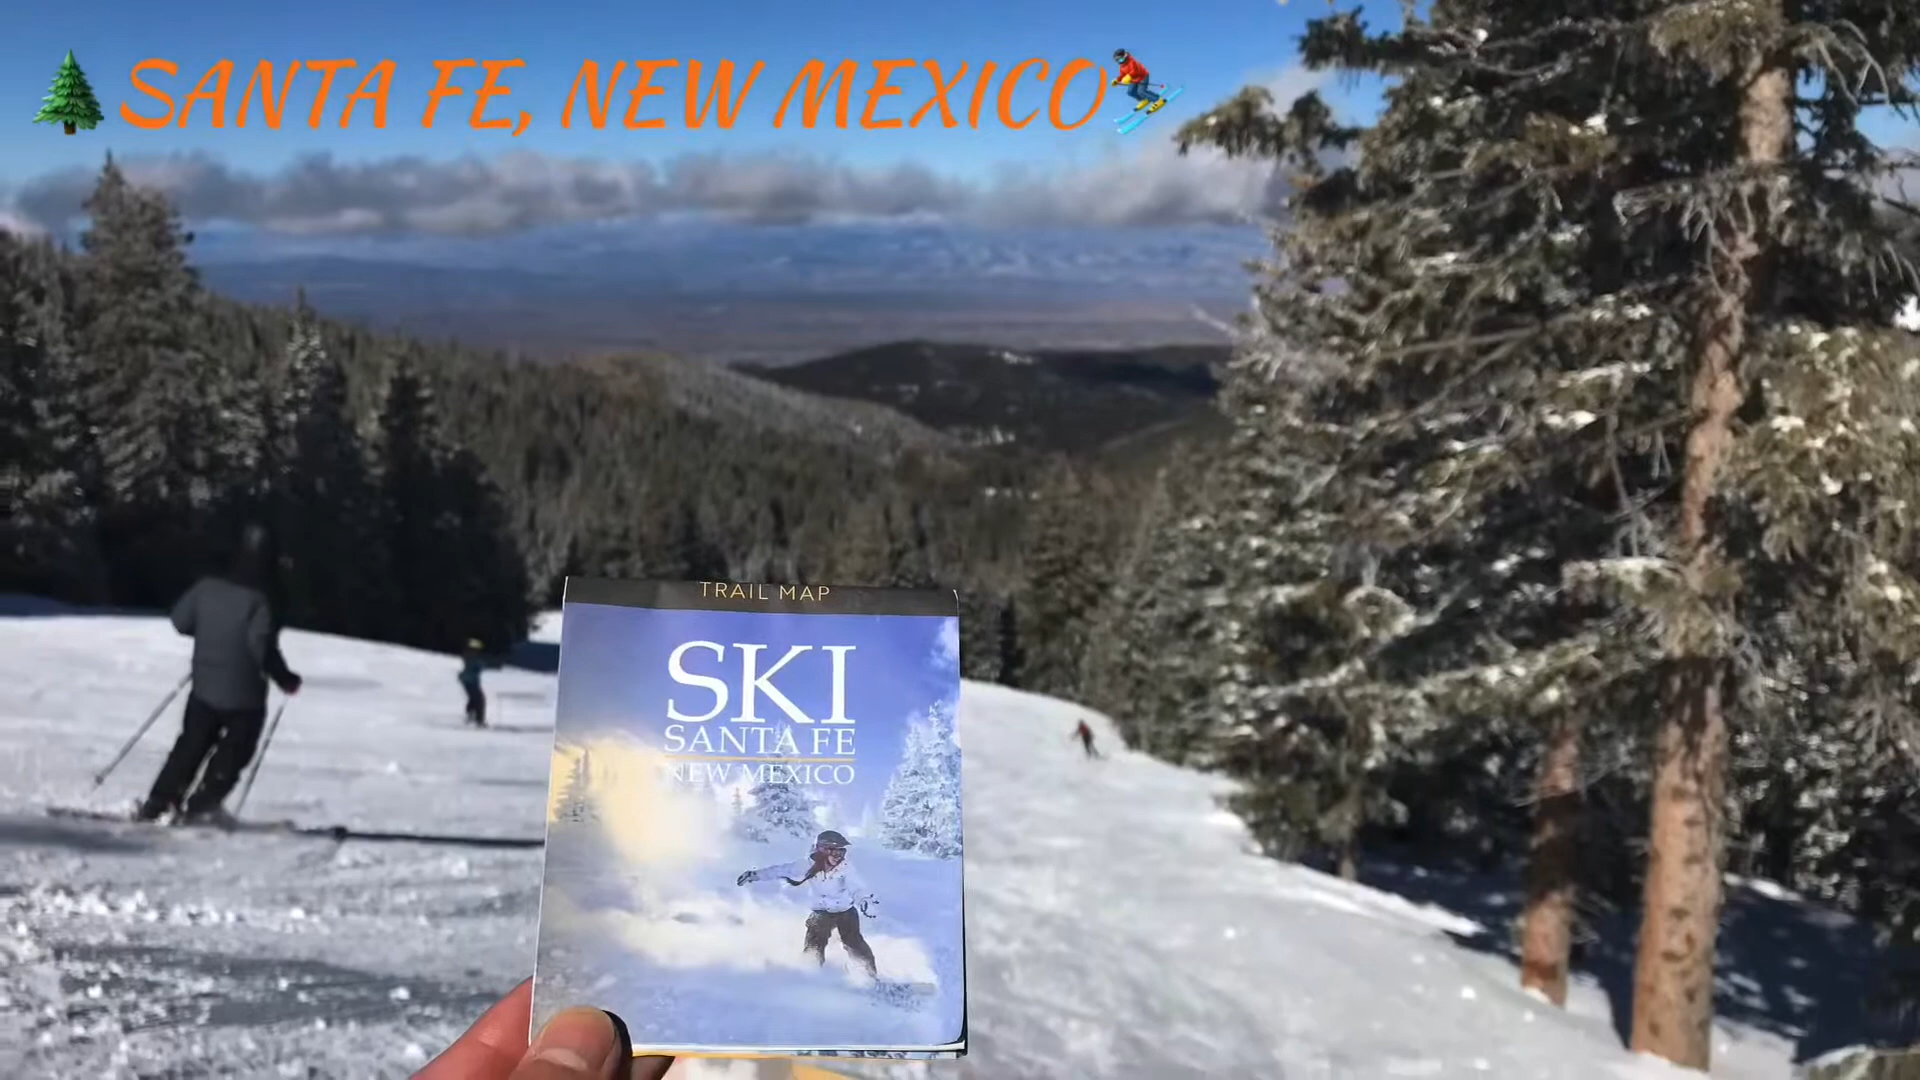 🌲SANTA FE, NEW MEXICO⛷️
TRAIL MAP
SKI
SANTA FE
NEW MEXICO